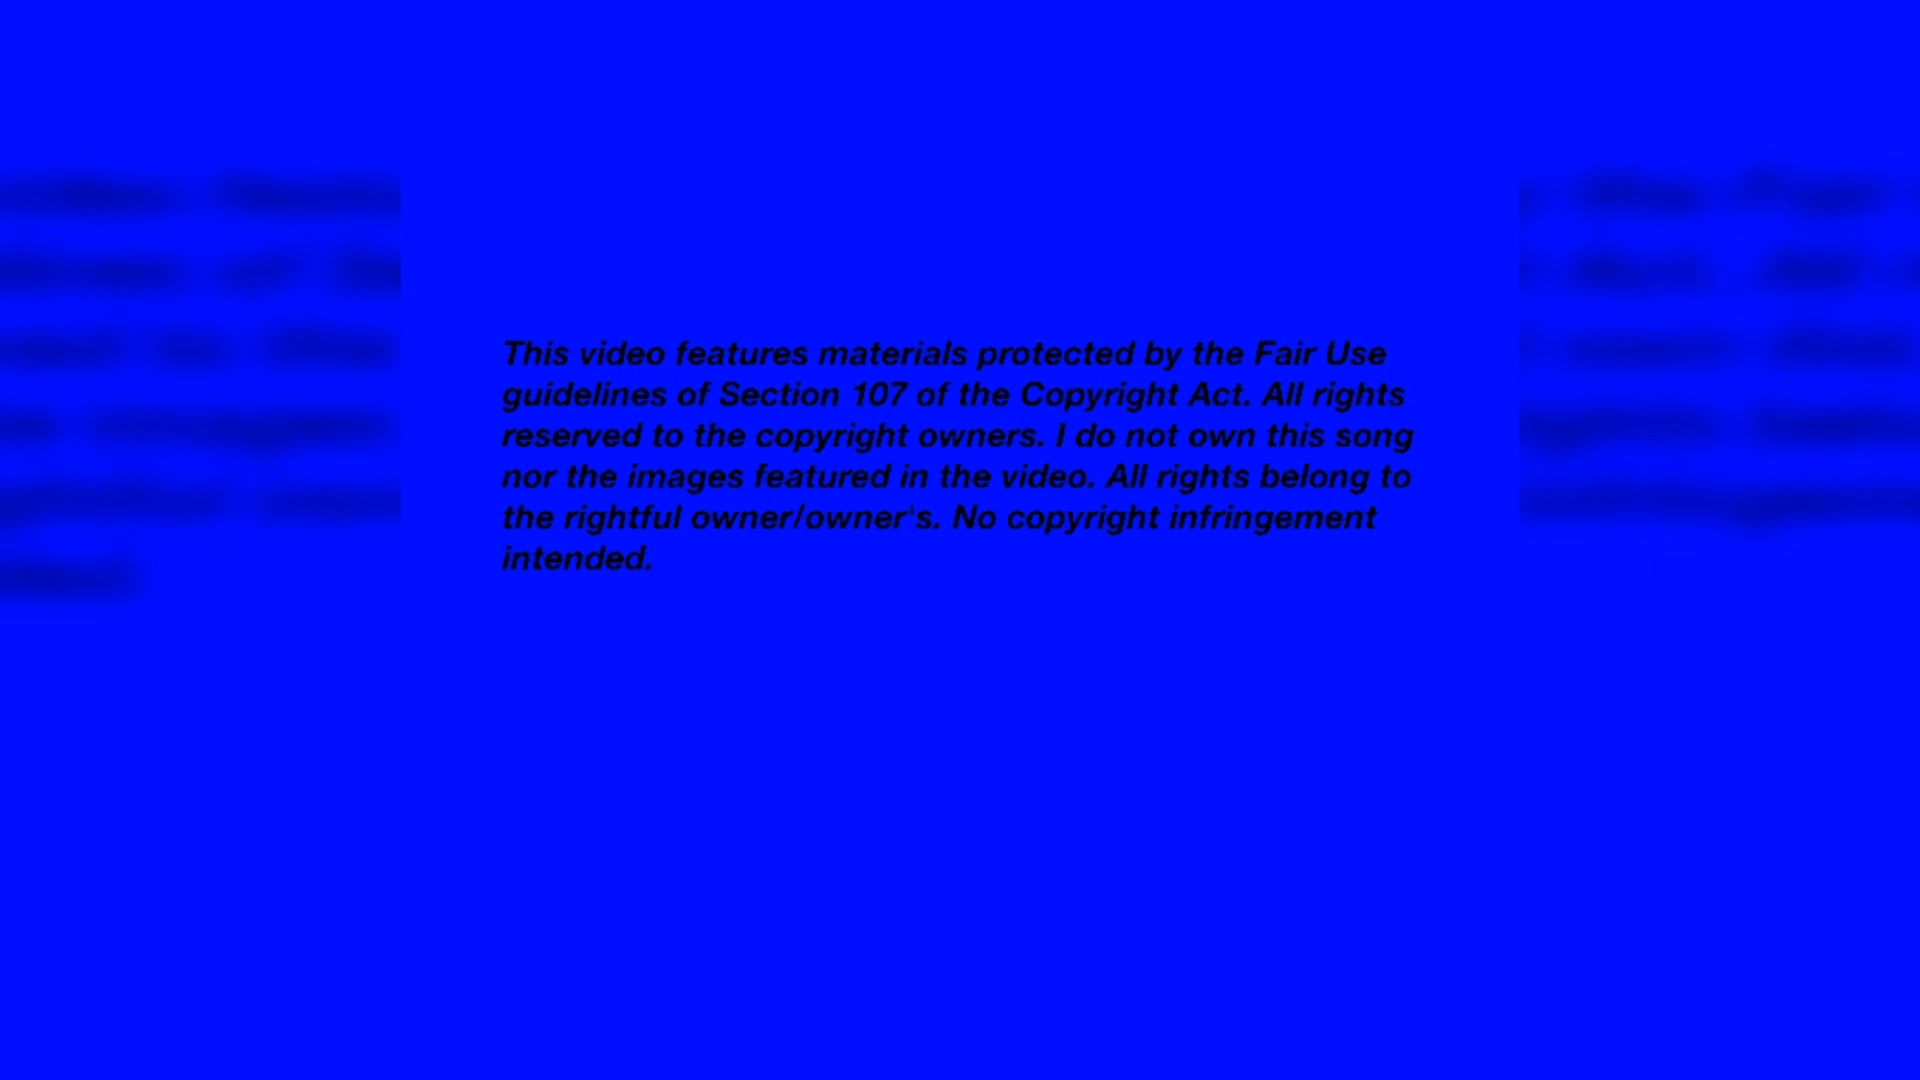 This video features materials protected by the Fair Use
guidelines of Section 107 of the Copyright Act. All rights
reserved to the copyright owners. I do not own this song
nor the images featured in the video. All rights belong to
the rightful owner/owner's. No copyright infringement
intended.